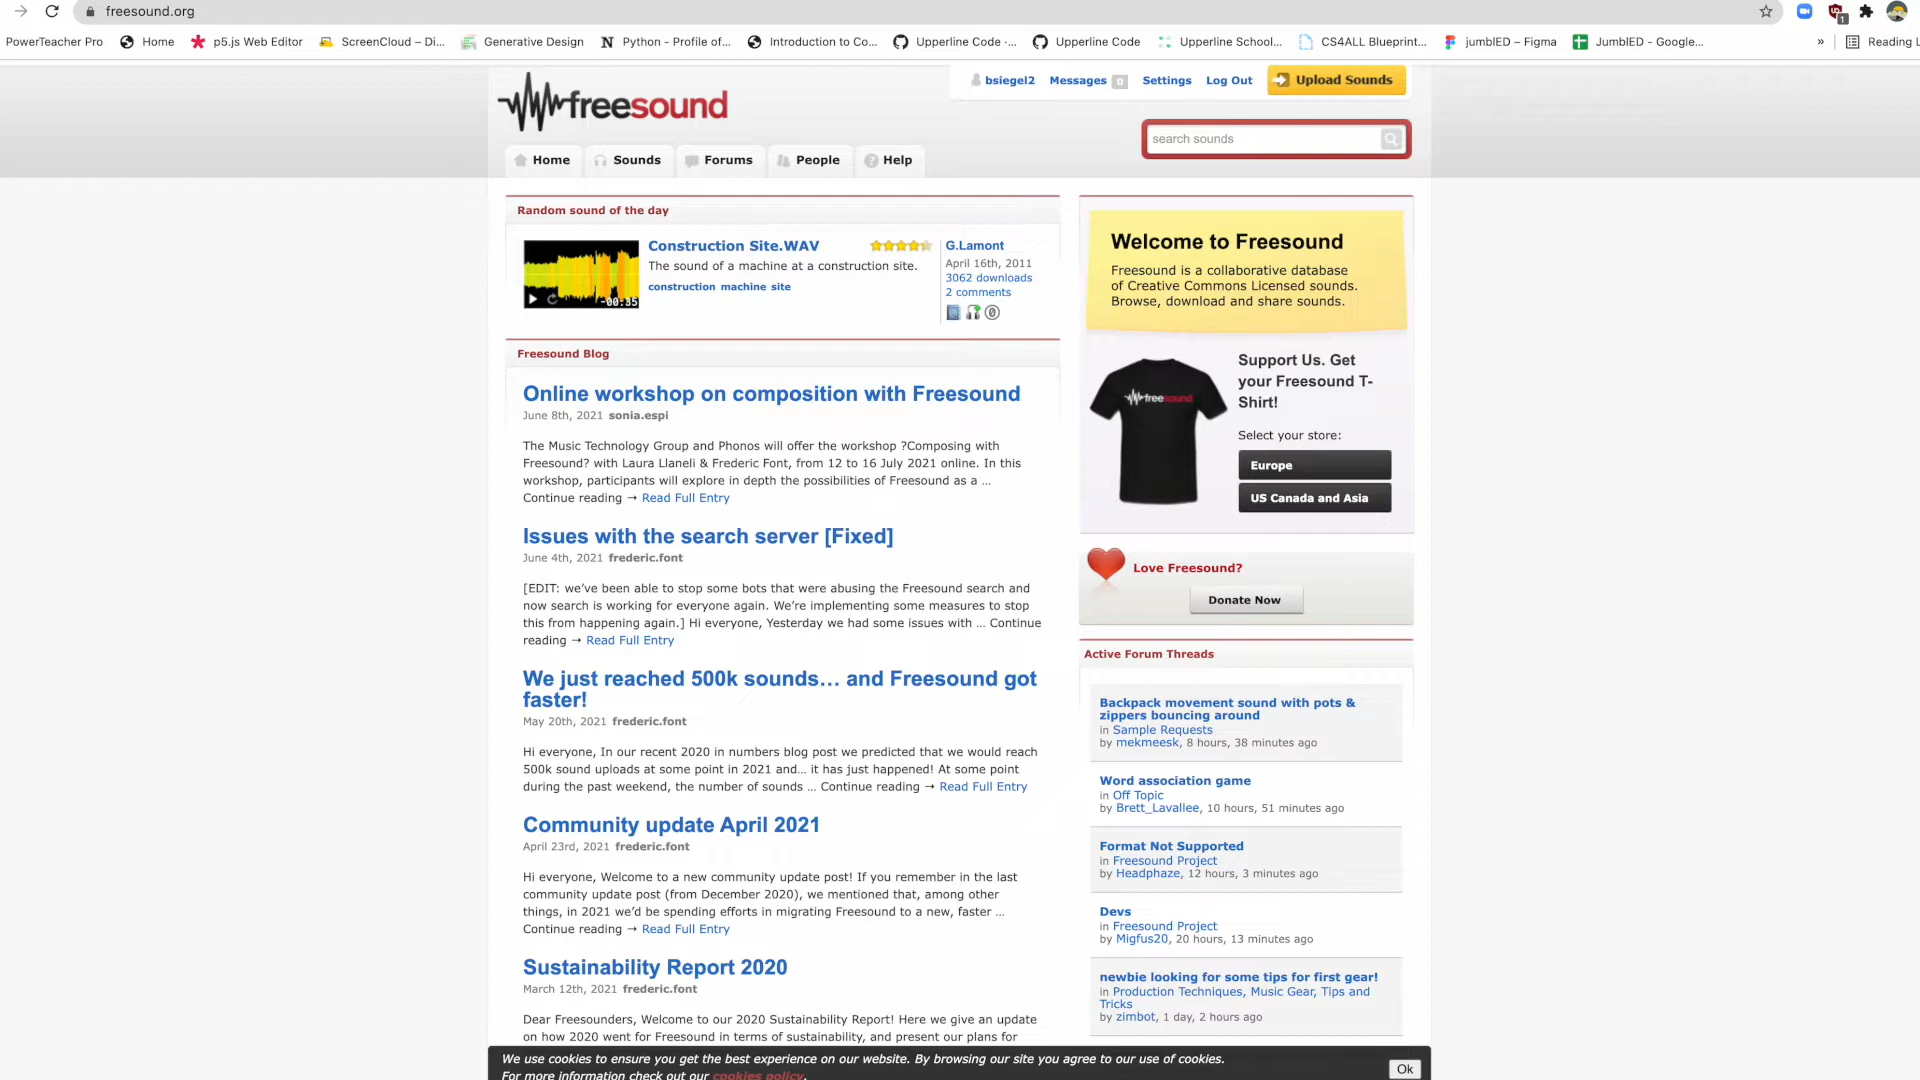 freesound.org
1
PowerTeacher Pro
Home
p5.js Web Editor
ScreenCloud – Di...
Generative Design
Python - Profile of...
Introduction to Co...
Upperline Code -...
Upperline Code
Upperline School...
CS4ALL Blueprint...
jumblED – Figma
JumblED - Google...
»
Reading L
freesound
bsiegel2
Messages 0
Settings
Log Out
Upload Sounds
search sounds
Home
Sounds
Forums
People
Help
Random sound of the day
-00:35
Construction Site.WAV
The sound of a machine at a construction site.
construction machine site
G.Lamont
April 16th, 2011
3062 downloads
2 comments
Freesound Blog
Online workshop on composition with Freesound
June 8th, 2021 sonia.espi
The Music Technology Group and Phonos will offer the workshop ?Composing with
Freesound? with Laura Llaneli & Frederic Font, from 12 to 16 July 2021 online. In this
workshop, participants will explore in depth the possibilities of Freesound as a ...
Continue reading → Read Full Entry
Issues with the search server [Fixed]
June 4th, 2021 frederic.font
[EDIT: we've been able to stop some bots that were abusing the Freesound search and
now search is working for everyone again. We're implementing some measures to stop
this from happening again.] Hi everyone, Yesterday we had some issues with ... Continue
reading → Read Full Entry
We just reached 500k sounds… and Freesound got
faster!
May 20th, 2021 frederic.font
Hi everyone, In our recent 2020 in numbers blog post we predicted that we would reach
500k sound uploads at some point in 2021 and… it has just happened! At some point
during the past weekend, the number of sounds ... Continue reading → Read Full Entry
Community update April 2021
April 23rd, 2021 frederic.font
Hi everyone, Welcome to a new community update post! If you remember in the last
community update post (from December 2020), we mentioned that, among other
things, in 2021 we'd be spending efforts in migrating Freesound to a new, faster ...
Continue reading → Read Full Entry
Sustainability Report 2020
March 12th, 2021 frederic.font
Dear Freesounders, Welcome to our 2020 Sustainability Report! Here we give an update
on how 2020 went for Freesound in terms of sustainability, and present our plans for
Welcome to Freesound
Freesound is a collaborative database
of Creative Commons Licensed sounds.
Browse, download and share sounds.
freesound
Support Us. Get
your Freesound T-
Shirt!
Select your store:
Europe
US Canada and Asia
Love Freesound?
Donate Now
Active Forum Threads
Backpack movement sound with pots &
zippers bouncing around
in Sample Requests
by mekmeesk, 8 hours, 38 minutes ago
Word association game
in Off Topic
by Brett_Lavallee, 10 hours, 51 minutes ago
Format Not Supported
in Freesound Project
by Headphaze, 12 hours, 3 minutes ago
Devs
in Freesound Project
by Migfus20, 20 hours, 13 minutes ago
newbie looking for some tips for first gear!
in Production Techniques, Music Gear, Tips and
Tricks
by zimbot, 1 day, 2 hours ago
We use cookies to ensure you get the best experience on our website. By browsing our site you agree to our use of cookies.
For more information check out our cookies policy.
Ok